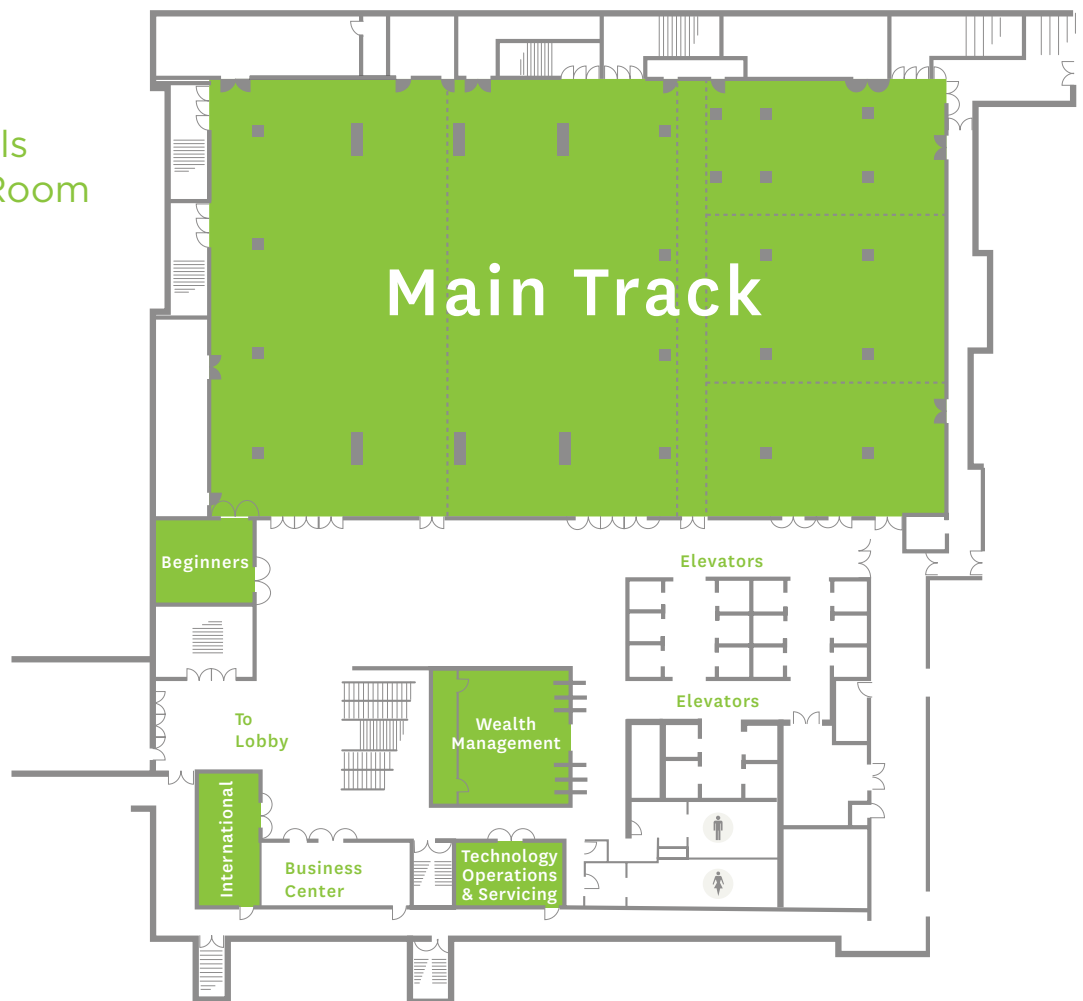 ls
Room
Main Track
Beginners
Elevators
Elevators
To
Lobby
Wealth
Management
International
Business
Center
Technology
Operations
& Servicing